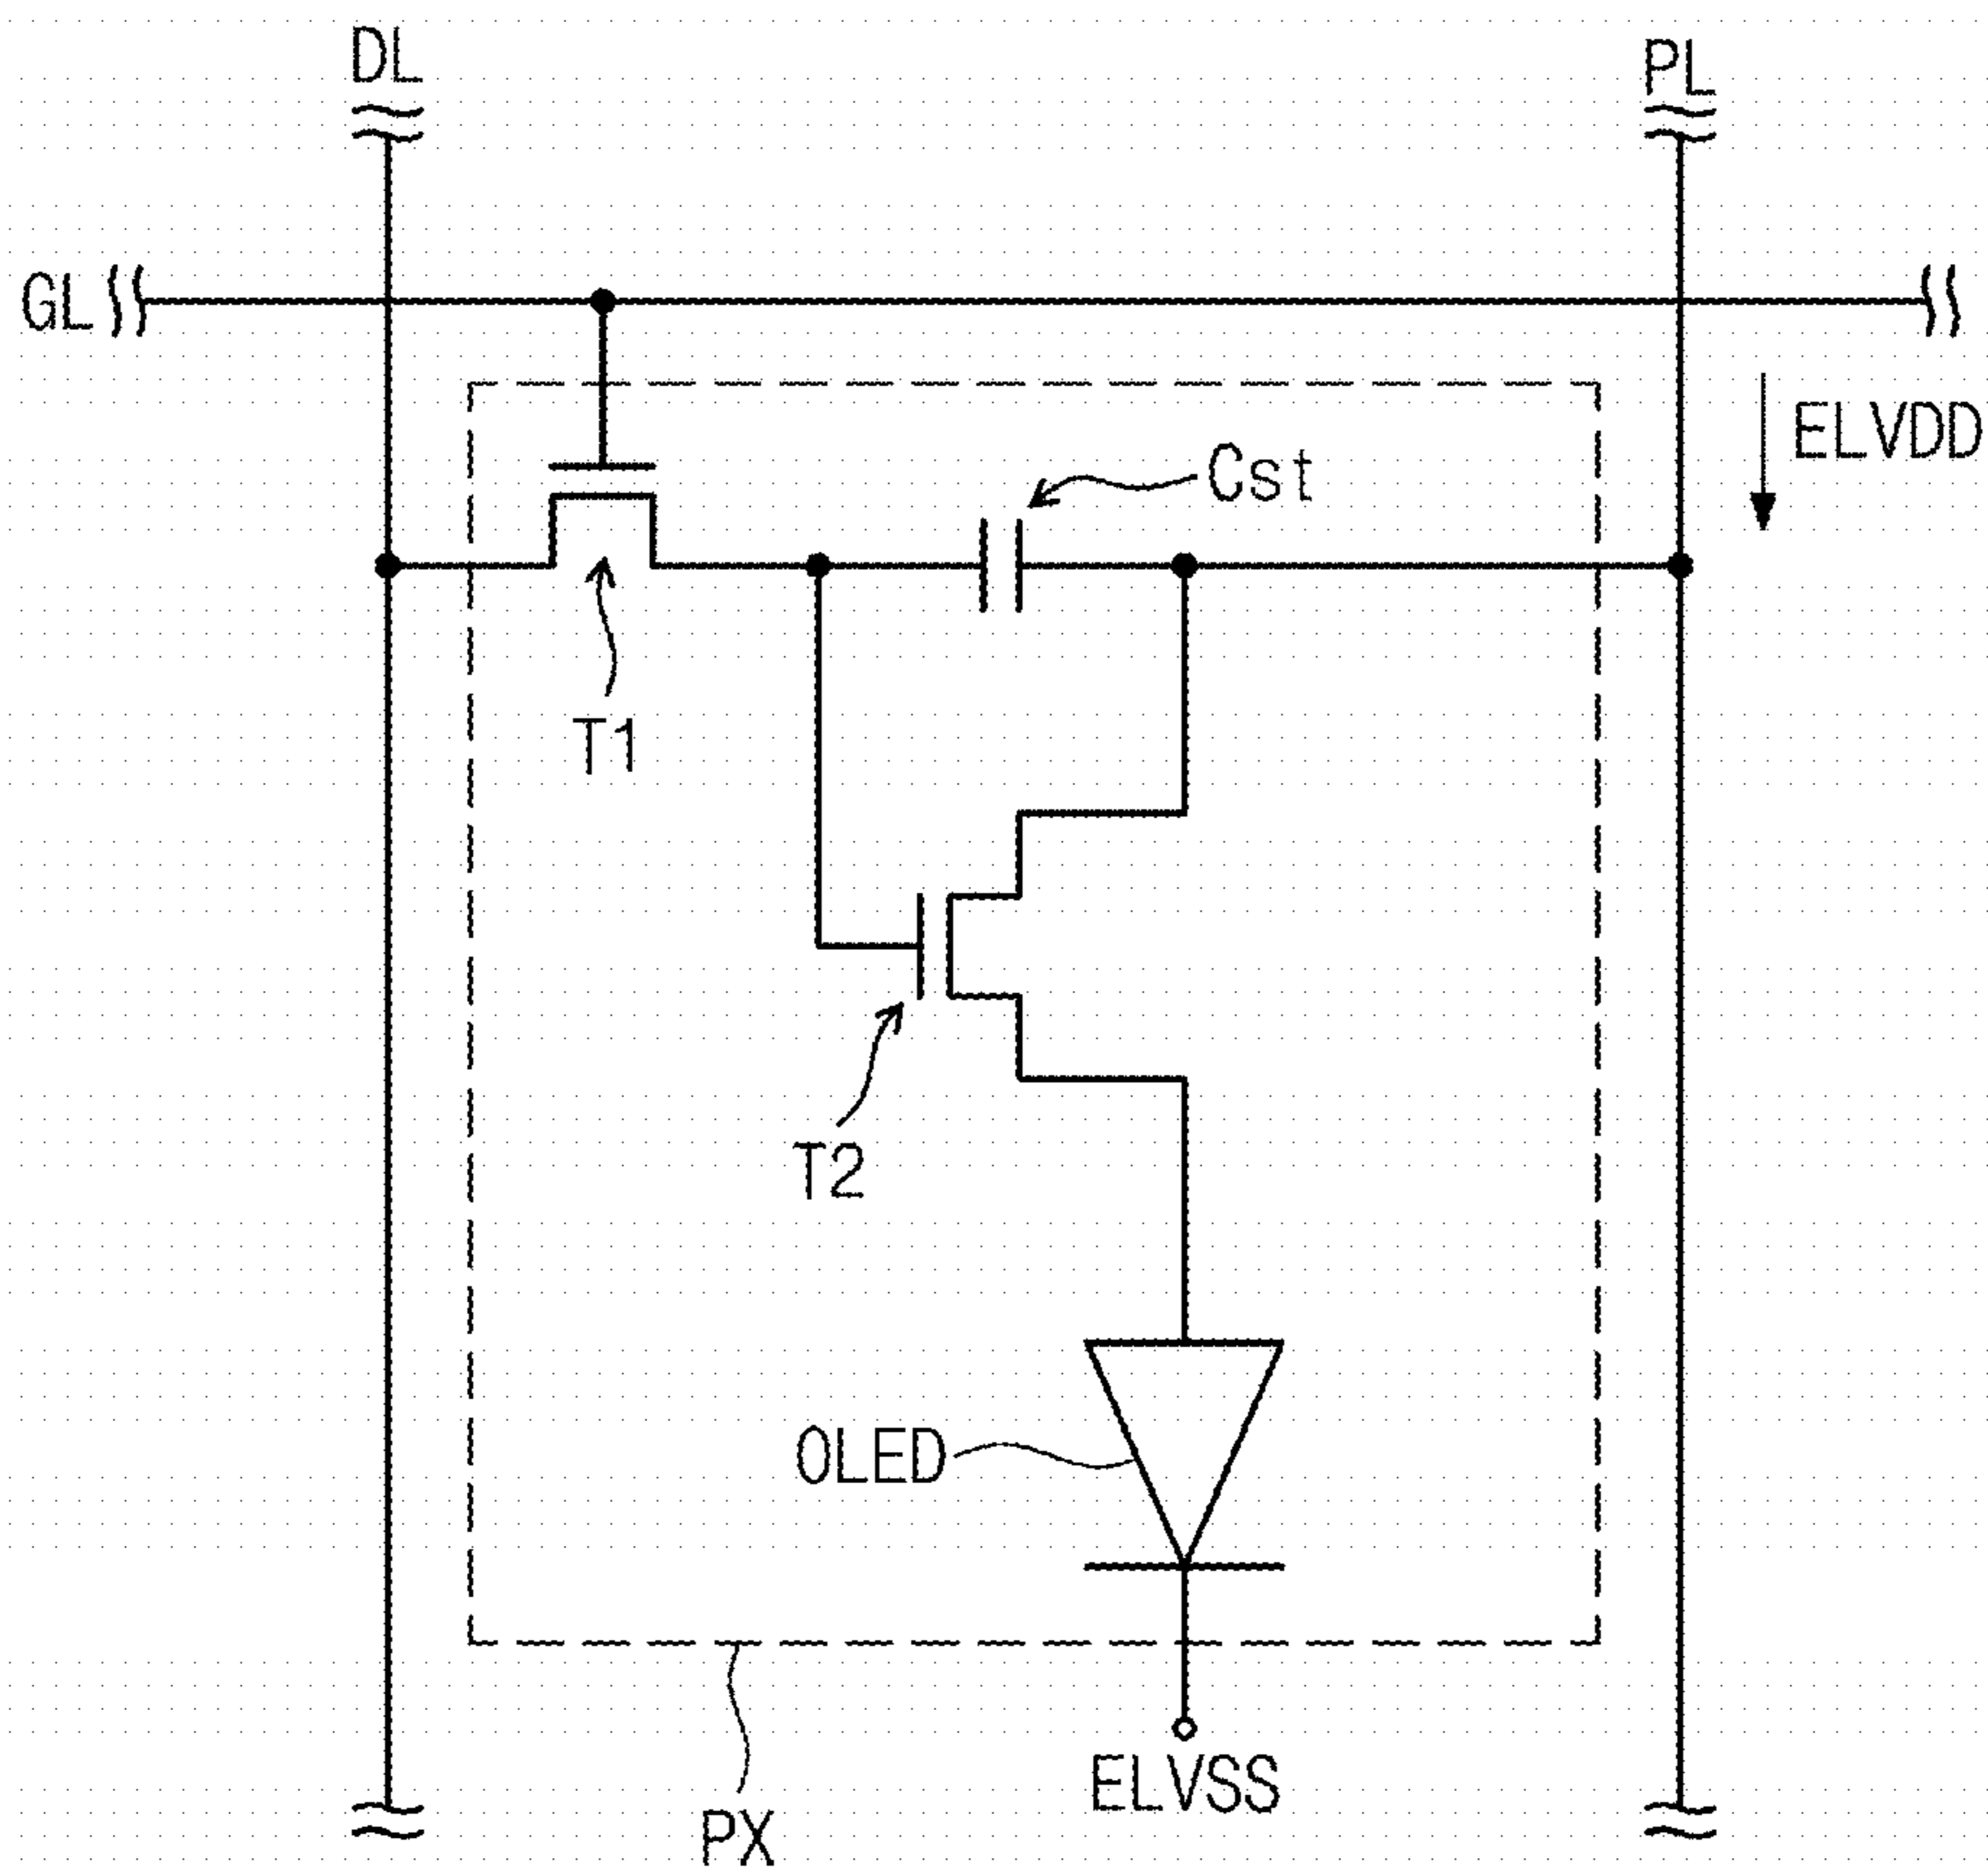 DL
PL
GL
ELVDD
Cst
T1
T2
OLED
ELVSS
PX